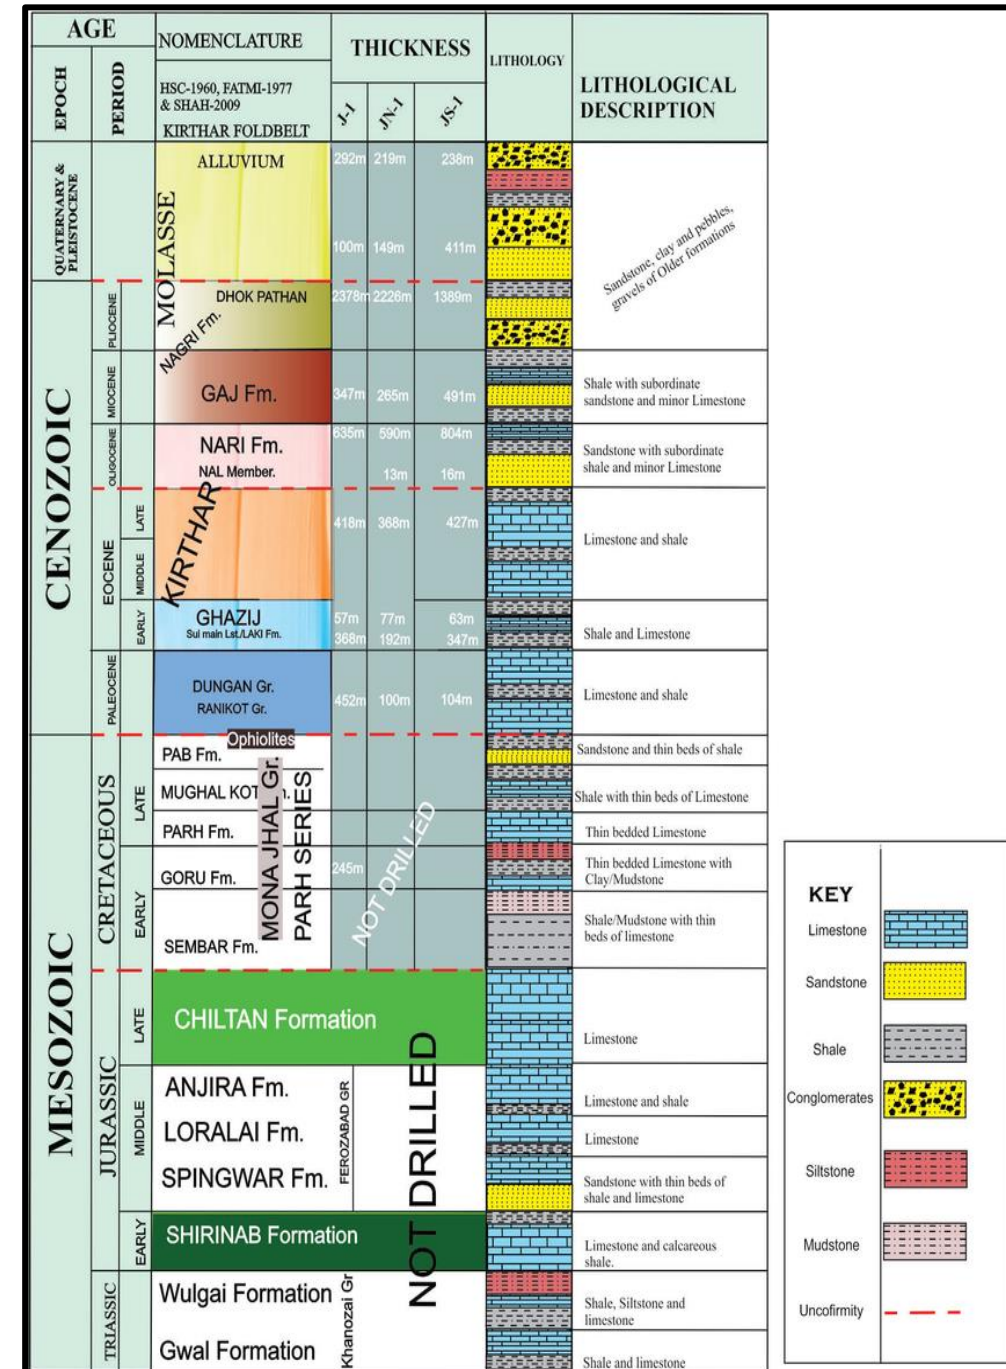 AGE
NOMENCLATURE
THICKNESS
LITHOLOGY
LITHOLOGICAL
DESCRIPTION
EPOCH
PERIOD
HSC-1960, FATMI-1977
& SHAH-2009
KIRTHAR FOLDBELT
J-1
JN-1
JS-1
QUATERNARY &
PLEISTOCENE
MOLASSE
ALLUVIUM
292m 219m 238m
100m 149m 411m
Sandstone, clay and pebbles,
gravels of Older formations
CENOZOIC
PLIOCENE
DHOK PATHAN
NAGRI Fm.
2378m 2226m 1389m
MIOCENE
GAJ Fm.
347m 265m 491m
Shale with subordinate
sandstone and minor Limestone
OLIGOCENE
NARI Fm.
NAL Member.
635m 590m 804m
13m 16m
Sandstone with subordinate
shale and minor Limestone
EOCENE
LATE
MIDDLE
EARLY
KIRTHAR
418m 368m 427m
Limestone and shale
GHAZIJ
Sul main Lst./LAKI Fm.
57m 77m 63m
368m 192m 347m
Shale and Limestone
PALEOCENE
DUNGAN Gr.
RANIKOT Gr.
452m 100m 104m
Limestone and shale
MESOZOIC
CRETACEOUS
LATE
EARLY
Ophiolites
PAB Fm.
MONA JHAL Gr.
PARH SERIES
Sandstone and thin beds of shale
MUGHAL KOT
Shale with thin beds of Limestone
PARH Fm.
NOT DRILLED
Thin bedded Limestone
GORU Fm.
245m
Thin bedded Limestone with
Clay/Mudstone
SEMBAR Fm.
Shale/Mudstone with thin
beds of limestone
JURASSIC
LATE
MIDDLE
EARLY
CHILTAN Formation
Limestone
ANJIRA Fm.
FEROZABAD GR
NOT DRILLED
Limestone and shale
LORALAI Fm.
Limestone
SPINGWAR Fm.
Sandstone with thin beds of
shale and limestone
SHIRINAB Formation
Limestone and calcareous
shale.
TRIASSIC
Wulgai Formation
Khanozai Gr
Shale, Siltstone and
limestone
Gwal Formation
Shale and limestone
KEY
Limestone
Sandstone
Shale
Conglomerates
Siltstone
Mudstone
Uncofirmity